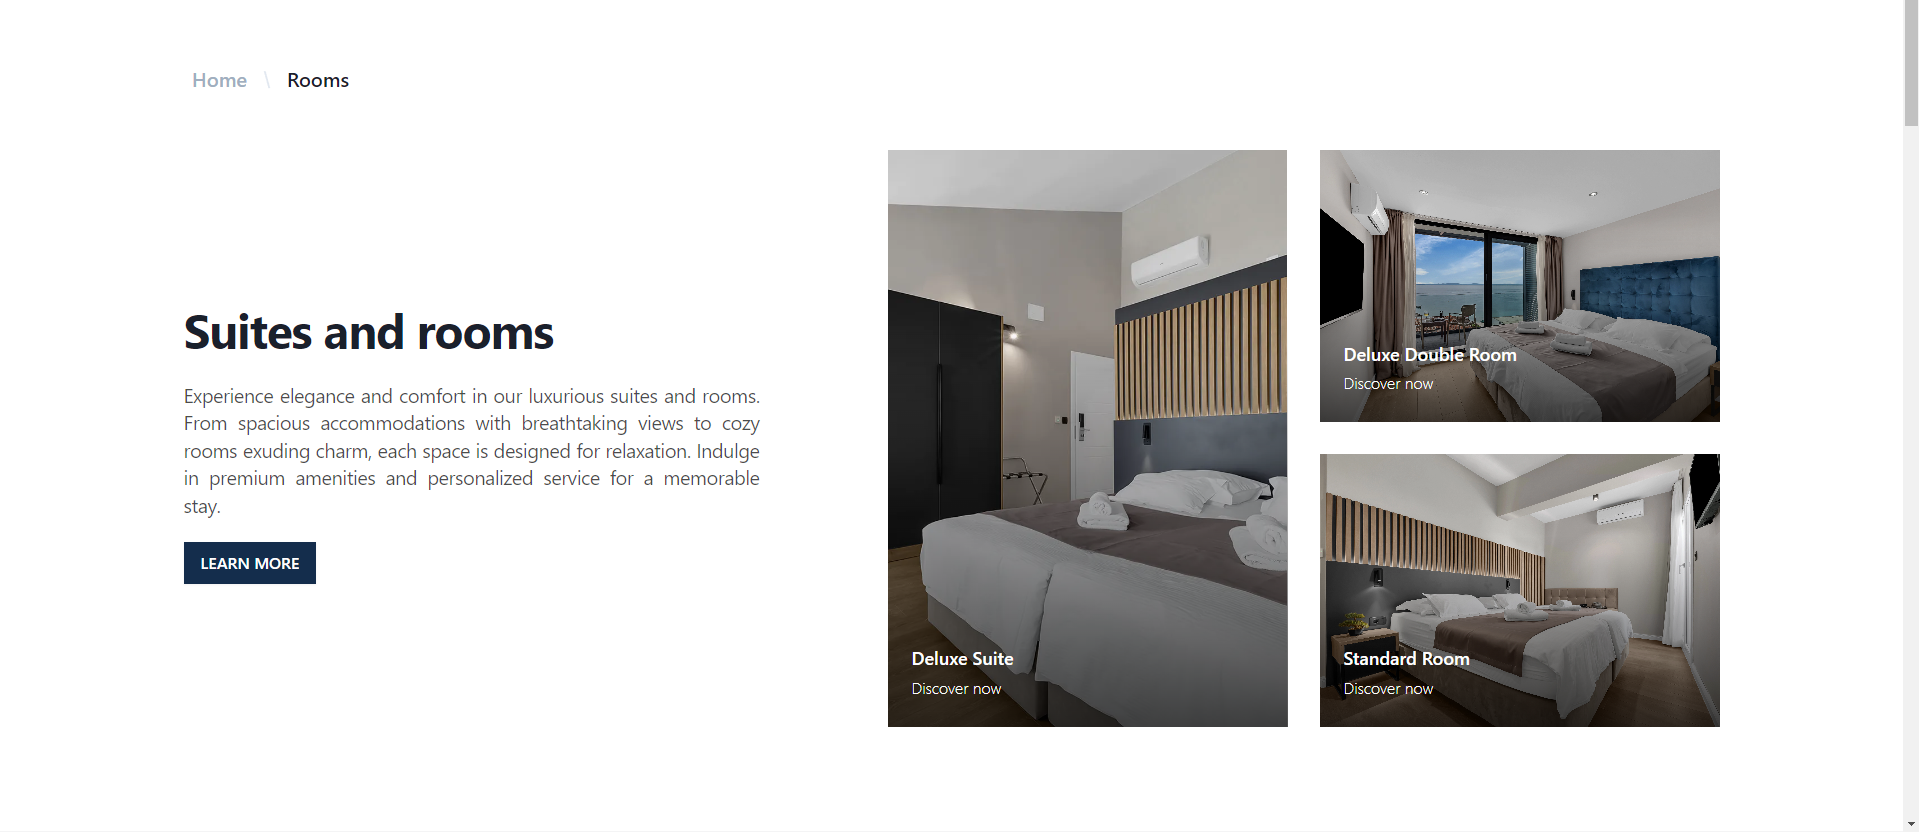 Home \ Rooms
Suites and rooms
Experience elegance and comfort in our luxurious suites and rooms.
From spacious accommodations with breathtaking views to cozy
rooms exuding charm, each space is designed for relaxation. Indulge
in premium amenities and personalized service for a memorable
stay.
LEARN MORE
Deluxe Suite
Discover now
Deluxe Double Room
Discover now
Standard Room
Discover now